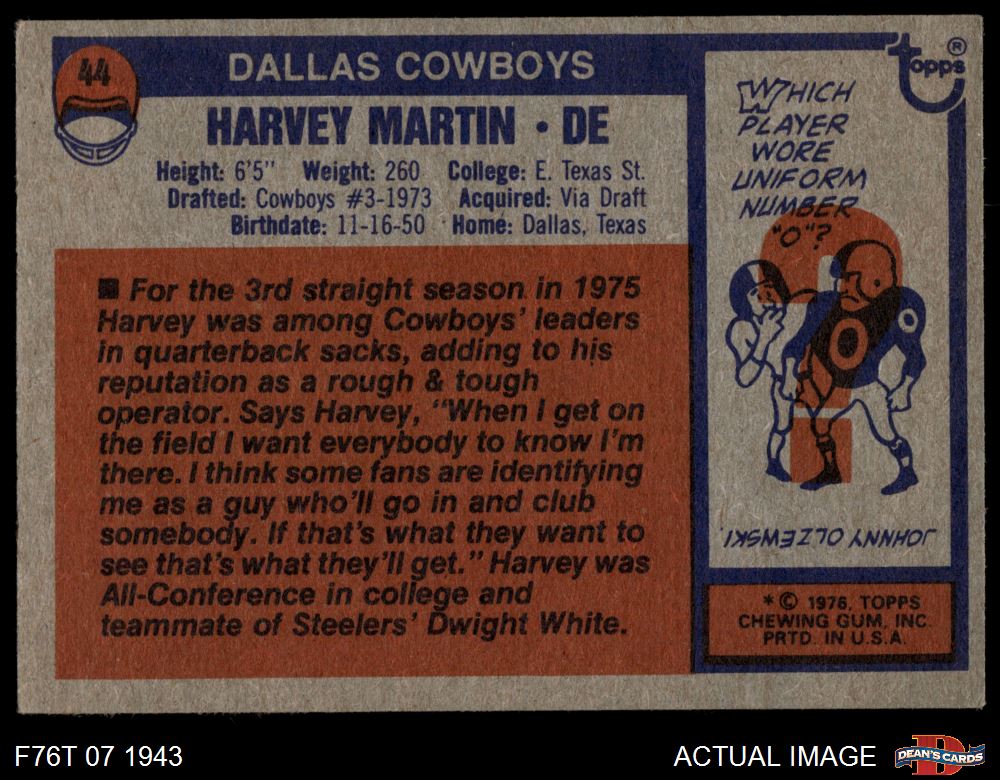 44
DALLAS COWBOYS
HARVEY MARTIN • DE
Height: 6'5" Weight: 260 College: E. Texas St.
Drafted: Cowboys #3-1973 Acquired: Via Draft
Birthdate: 11-16-50 Home: Dallas, Texas
■ For the 3rd straight season in 1975
Harvey was among Cowboys' leaders
in quarterback sacks, adding to his
reputation as a rough & tough
operator. Says Harvey, "When I get on
the field I want everybody to know I'm
there. I think some fans are identifying
me as a guy who'll go in and club
somebody. If that's what they want to
see that's what they'll get." Harvey was
All-Conference in college and
teammate of Steelers' Dwight White.
topps ®
WHICH
PLAYER
WORE
UNIFORM
NUMBER
"O"?
0
0
JOHNNY OLZEWSKI.
*© 1976, TOPPS
CHEWING GUM, INC.
PRTD. IN U.S.A.
F76T 07 1943
ACTUAL IMAGE
D
DEAN'S CARDS